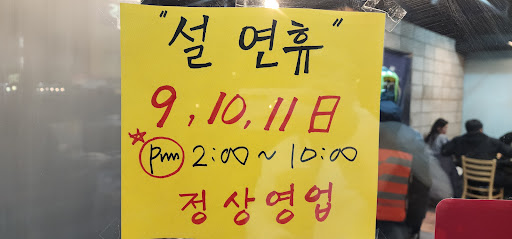 "설 연휴"
9, 10, 11日
☆ pm 2:00 ~ 10:00
정상영업